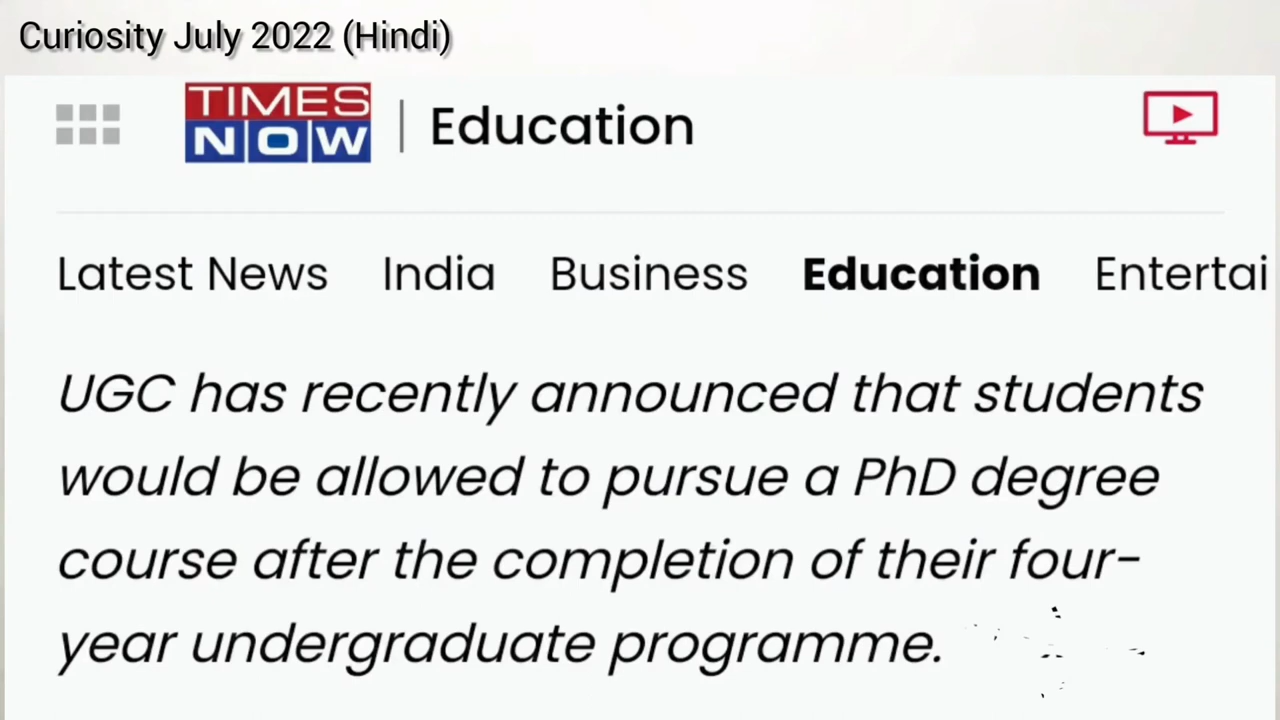 Curiosity July 2022 (Hindi)
TIMES
NOW
Education
Latest News India Business Education Entertai
UGC has recently announced that students
would be allowed to pursue a PhD degree
course after the completion of their four-
year undergraduate programme.